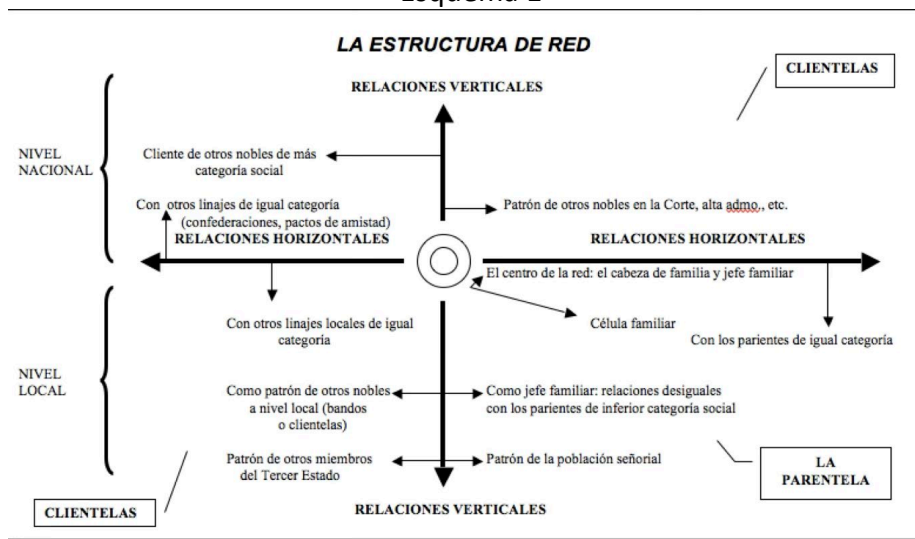 LA ESTRUCTURA DE RED
CLIENTELAS
RELACIONES VERTICALES
NIVEL
NACIONAL
Cliente de otros nobles de más
categoría social
Con otros linajes de igual categoría
(confederaciones, pactos de amistad)
Patrón de otros nobles en la Corte, alta admo., etc.
RELACIONES HORIZONTALES
RELACIONES HORIZONTALES
El centro de la red: el cabeza de familia y jefe familiar
Con otros linajes locales de igual
categoría
Célula familiar
Con los parientes de igual categoría
NIVEL
LOCAL
Como patrón de otros nobles
a nivel local (bandos
o clientelas)
Como jefe familiar: relaciones desiguales
con los parientes de inferior categoría social
Patrón de otros miembros
del Tercer Estado
Patrón de la población señorial
LA
PARENTELA
CLIENTELAS
RELACIONES VERTICALES